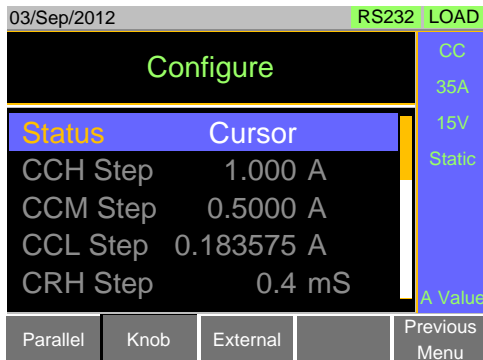 03/Sep/2012 RS232 LOAD
Configure
CC
35A
15V
Static
A Value
Status Cursor
CCH Step 1.000 A
CCM Step 0.5000 A
CCL Step 0.183575 A
CRH Step 0.4 mS
Parallel Knob External Previous Menu